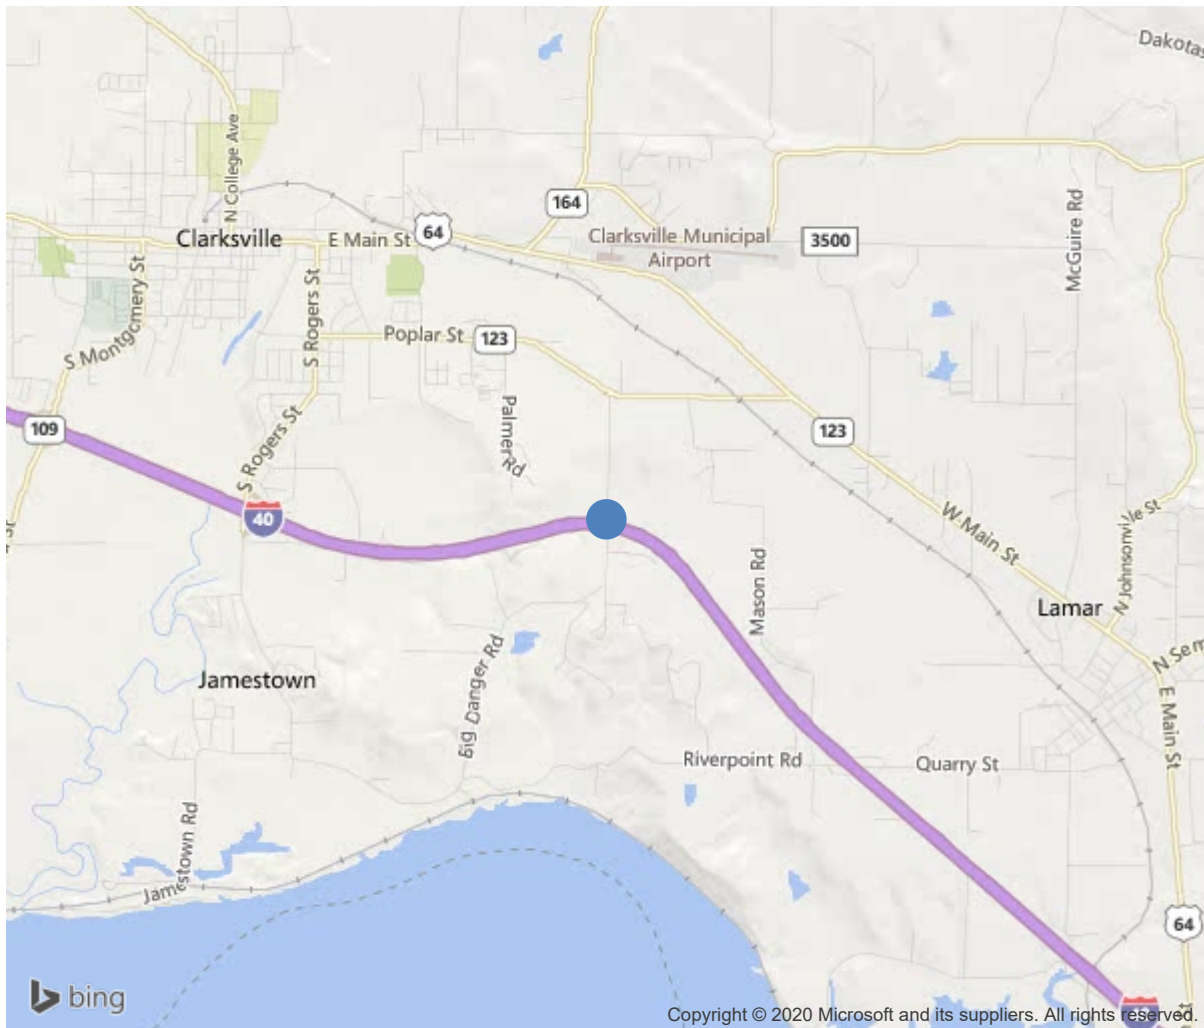 Dakotas
N College Ave
164
64
Clarksville
E Main St
Clarksville Municipal
Airport
3500
McGuire Rd
S Montgomery St
S Rogers St
Poplar St
123
109
Palmer Rd
123
S Rogers St
40
W Main St
N Johnsonville St
Mason Rd
Lamar
N Sem
Jamestown
Big Danger Rd
E Main St
Riverpoint Rd
Quarry St
Jamestown Rd
Jamestown Rd
64
bing
Copyright © 2020 Microsoft and its suppliers. All rights reserved.